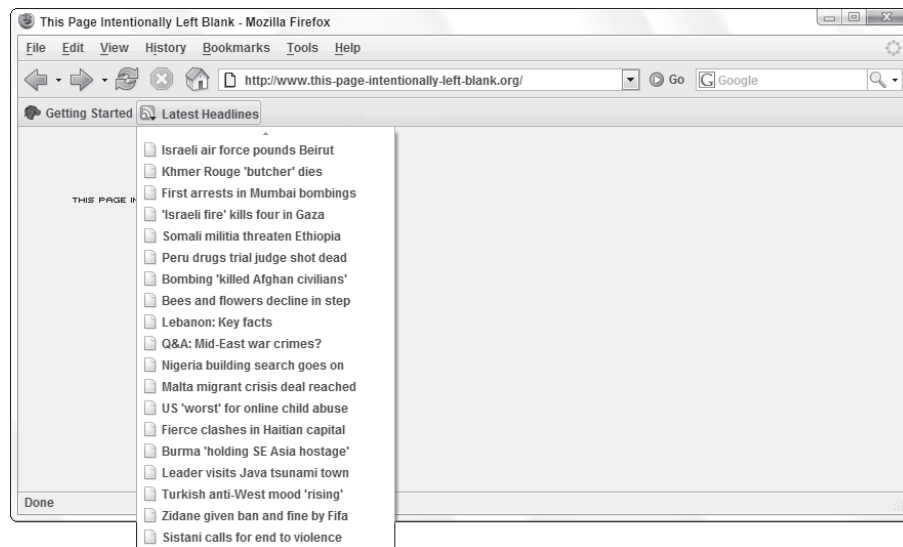 This Page Intentionally Left Blank - Mozilla Firefox
File Edit View History Bookmarks Tools Help
http://www.this-page-intentionally-left-blank.org/ Go Google
Getting Started Latest Headlines
Israeli air force pounds Beirut
Khmer Rouge 'butcher' dies
First arrests in Mumbai bombings
THIS PAGE IN
'Israeli fire' kills four in Gaza
Somali militia threaten Ethiopia
Peru drugs trial judge shot dead
Bombing 'killed Afghan civilians'
Bees and flowers decline in step
Lebanon: Key facts
Q&A: Mid-East war crimes?
Nigeria building search goes on
Malta migrant crisis deal reached
US 'worst' for online child abuse
Fierce clashes in Haitian capital
Burma 'holding SE Asia hostage'
Leader visits Java tsunami town
Turkish anti-West mood 'rising'
Done
Zidane given ban and fine by Fifa
Sistani calls for end to violence